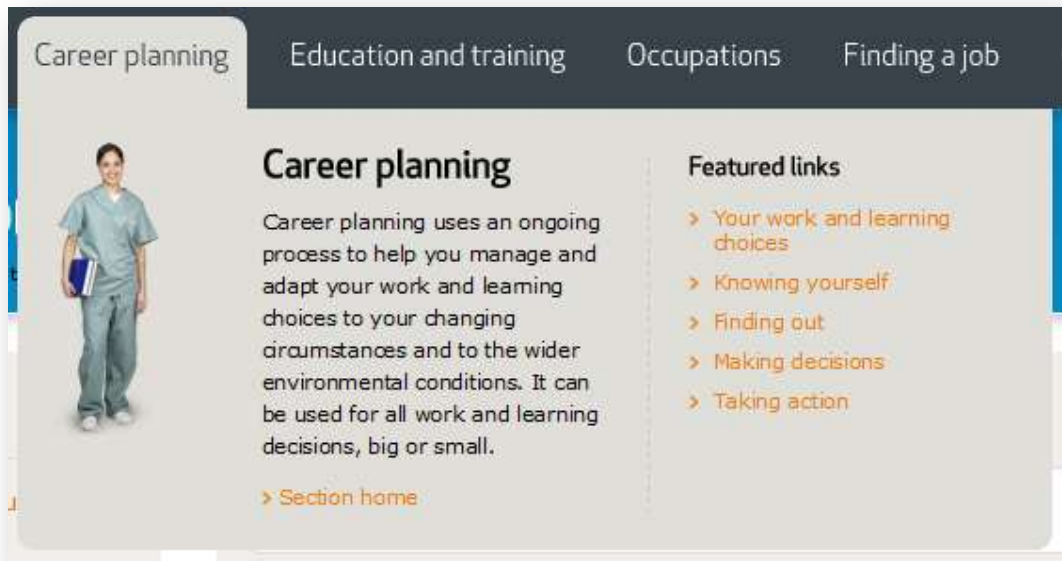 Career planning
Education and training
Occupations
Finding a job
Career planning
Career planning uses an ongoing
process to help you manage and
adapt your work and learning
choices to your changing
circumstances and to the wider
environmental conditions. It can
be used for all work and learning
decisions, big or small.
> Section home
Featured links
> Your work and learning
choices
> Knowing yourself
> Finding out
> Making decisions
> Taking action